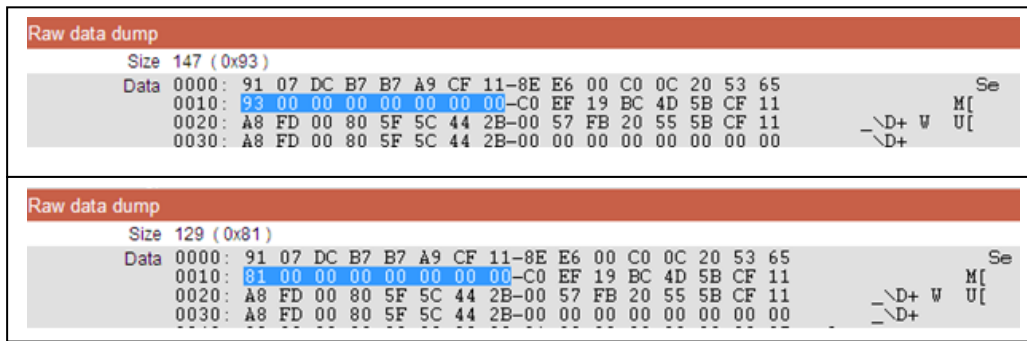 Raw data dump
Size 147 (0x93)
Data 0000: 91 07 DC B7 B7 A9 CF 11-8E E6 00 C0 0C 20 53 65 Se
0010: 93 00 00 00 00 00 00 00-C0 EF 19 BC 4D 5B CF 11 M[
0020: A8 FD 00 80 5F 5C 44 2B-00 57 FB 20 55 5B CF 11 _\D+ W U[
0030: A8 FD 00 80 5F 5C 44 2B-00 00 00 00 00 00 00 00 _\D+
Raw data dump
Size 129 (0x81)
Data 0000: 91 07 DC B7 B7 A9 CF 11-8E E6 00 C0 0C 20 53 65 Se
0010: 81 00 00 00 00 00 00 00-C0 EF 19 BC 4D 5B CF 11 M[
0020: A8 FD 00 80 5F 5C 44 2B-00 57 FB 20 55 5B CF 11 _\D+ W U[
0030: A8 FD 00 80 5F 5C 44 2B-00 00 00 00 00 00 00 00 _\D+